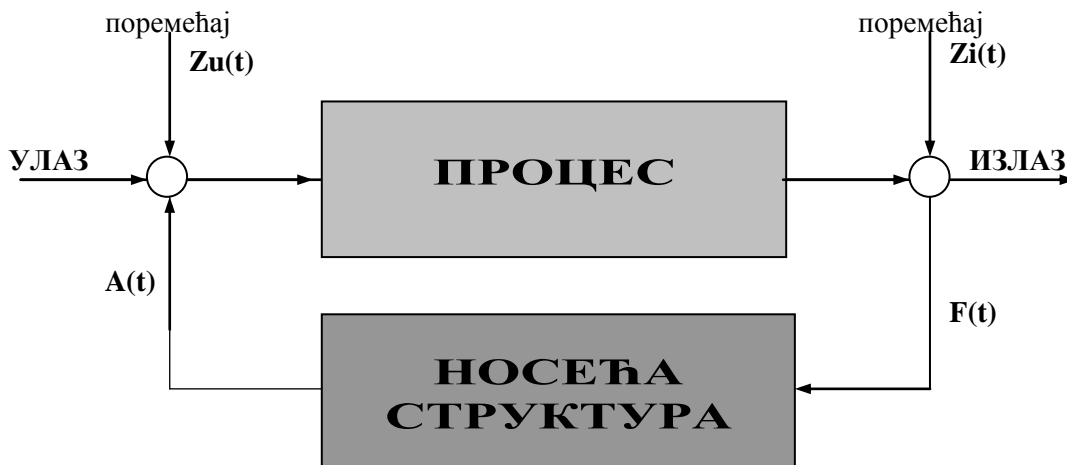 поремећај
поремећај
Zu(t)
Zi(t)
УЛАЗ
ПРОЦЕС
ИЗЛАЗ
A(t)
F(t)
НОСЕЋА
СТРУКТУРА